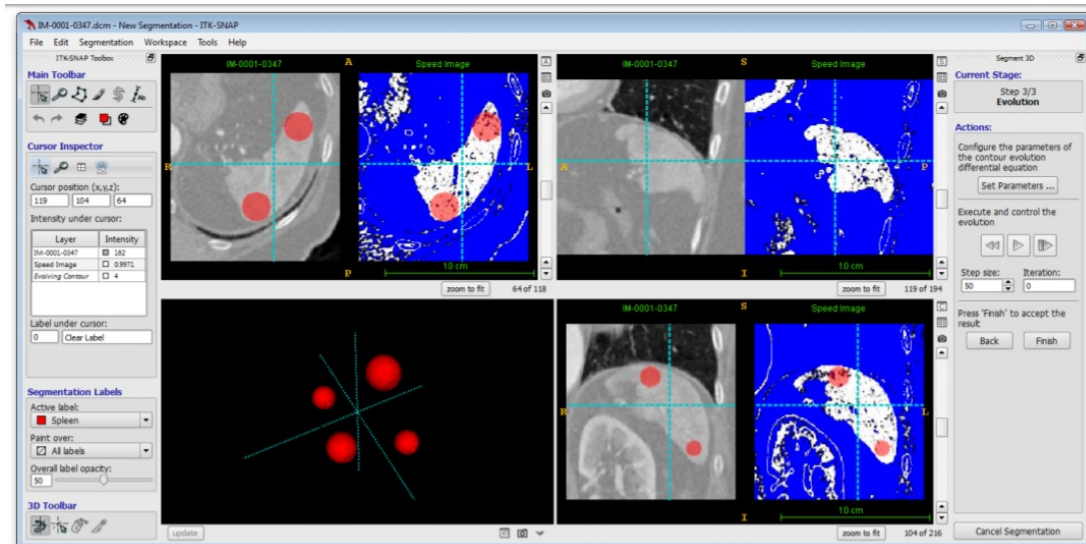 IM-0001-0347.dcm - New Segmentation - ITK-SNAP
File Edit Segmentation Workspace Tools Help
ITK-SNAP Toolbox
Main Toolbar
Cursor Inspector
Cursor position (x,y,z):
119 104 64
Intensity under cursor:
Layer Intensity
IM-0001-0347 162
Speed Image 0.9971
Evolving Contour 4
Label under cursor:
0 Clear Label
Segmentation Labels
Active label:
Spleen
Paint over:
All labels
Overall label opacity:
50
3D Toolbar
IM-0001-0347 A Speed Image
R L
P
10 cm
zoom to fit 64 of 118
A
IM-0001-0347 S Speed Image
A P
I
10 cm
zoom to fit 119 of 194
S
update
IM-0001-0347 S Speed Image
R L
I
10 cm
zoom to fit 104 of 216
C
Segment 3D
Current Stage:
Step 3/3
Evolution
Actions:
Configure the parameters of
the contour evolution
differential equation
Set Parameters ...
Execute and control the
evolution
Step size: Iteration:
50 0
Press 'Finish' to accept the
result
Back Finish
Cancel Segmentation